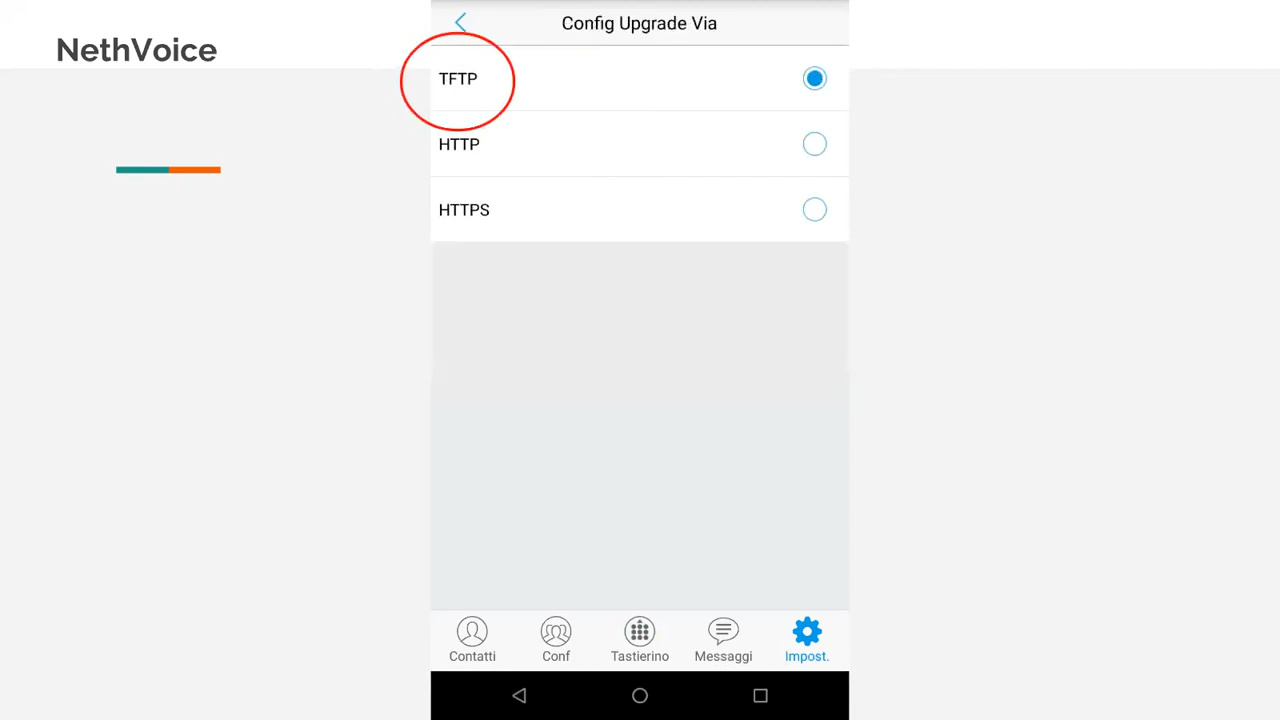 NethVoice
Config Upgrade Via
TFTP
HTTP
HTTPS
Contatti
Conf
Tastierino
Messaggi
Impost.